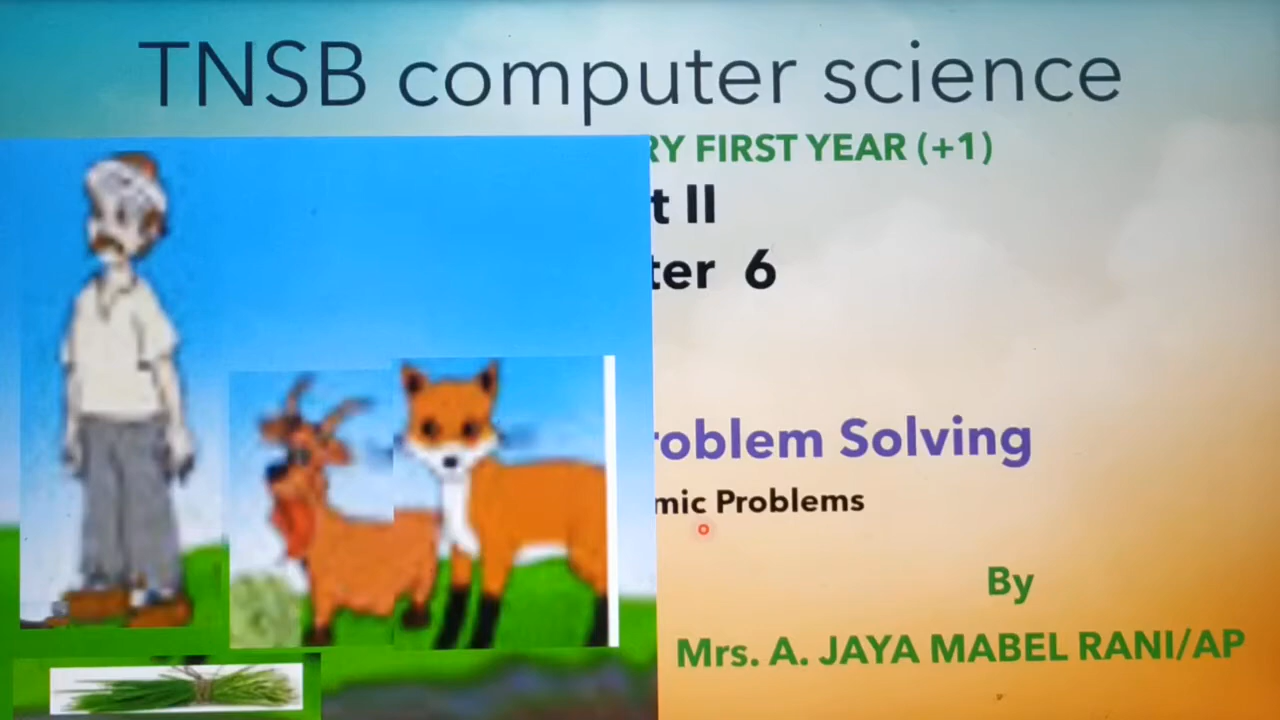 TNSB computer science
RY FIRST YEAR (+1)
t II
ter 6
roblem Solving
mic Problems
By
Mrs. A. JAYA MABEL RANI/AP